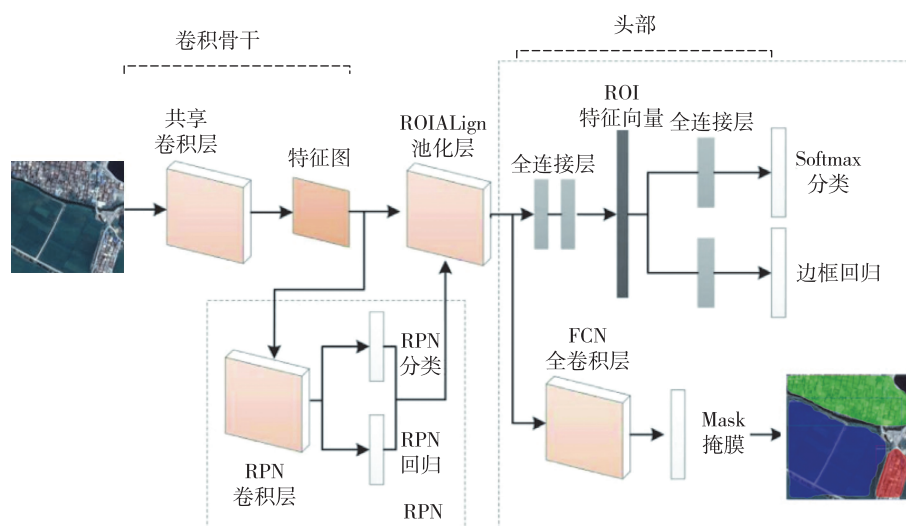 卷积骨干
头部
共享
卷积层
特征图
ROIALign
池化层
全连接层
ROI
特征向量
全连接层
Softmax
分类
边框回归
RPN
分类
RPN
回归
RPN
卷积层
RPN
FCN
全卷积层
Mask
掩膜